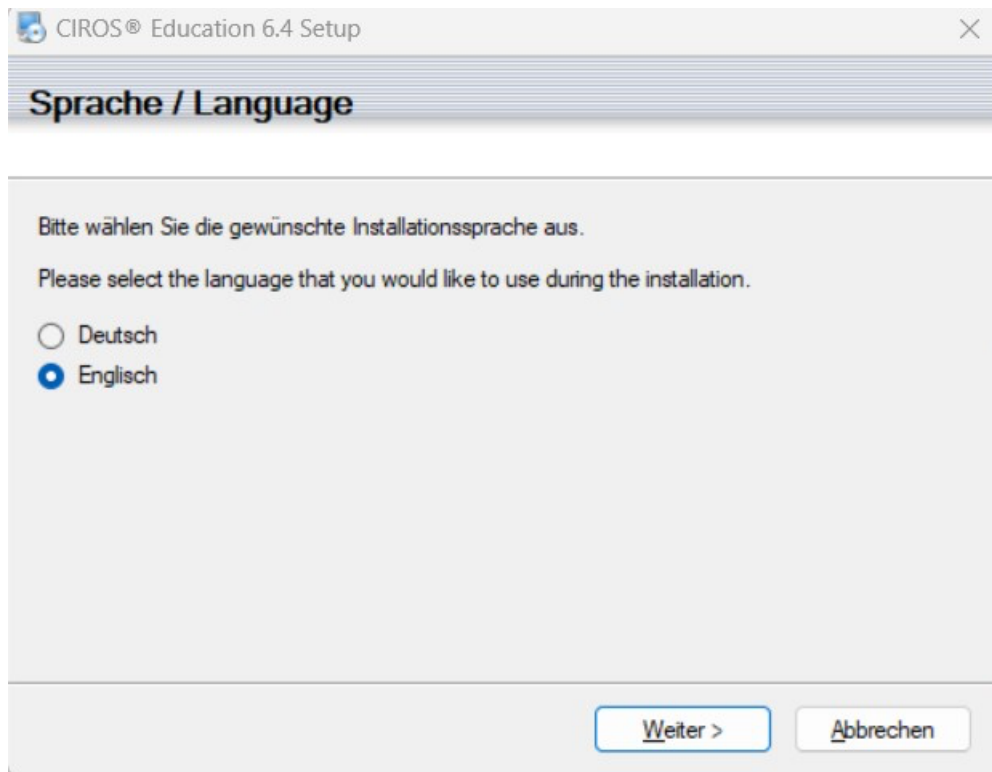 CIROS® Education 6.4 Setup
Sprache / Language
Bitte wählen Sie die gewünschte Installationssprache aus.
Please select the language that you would like to use during the installation.
Deutsch
Englisch
Weiter >
Abbrechen